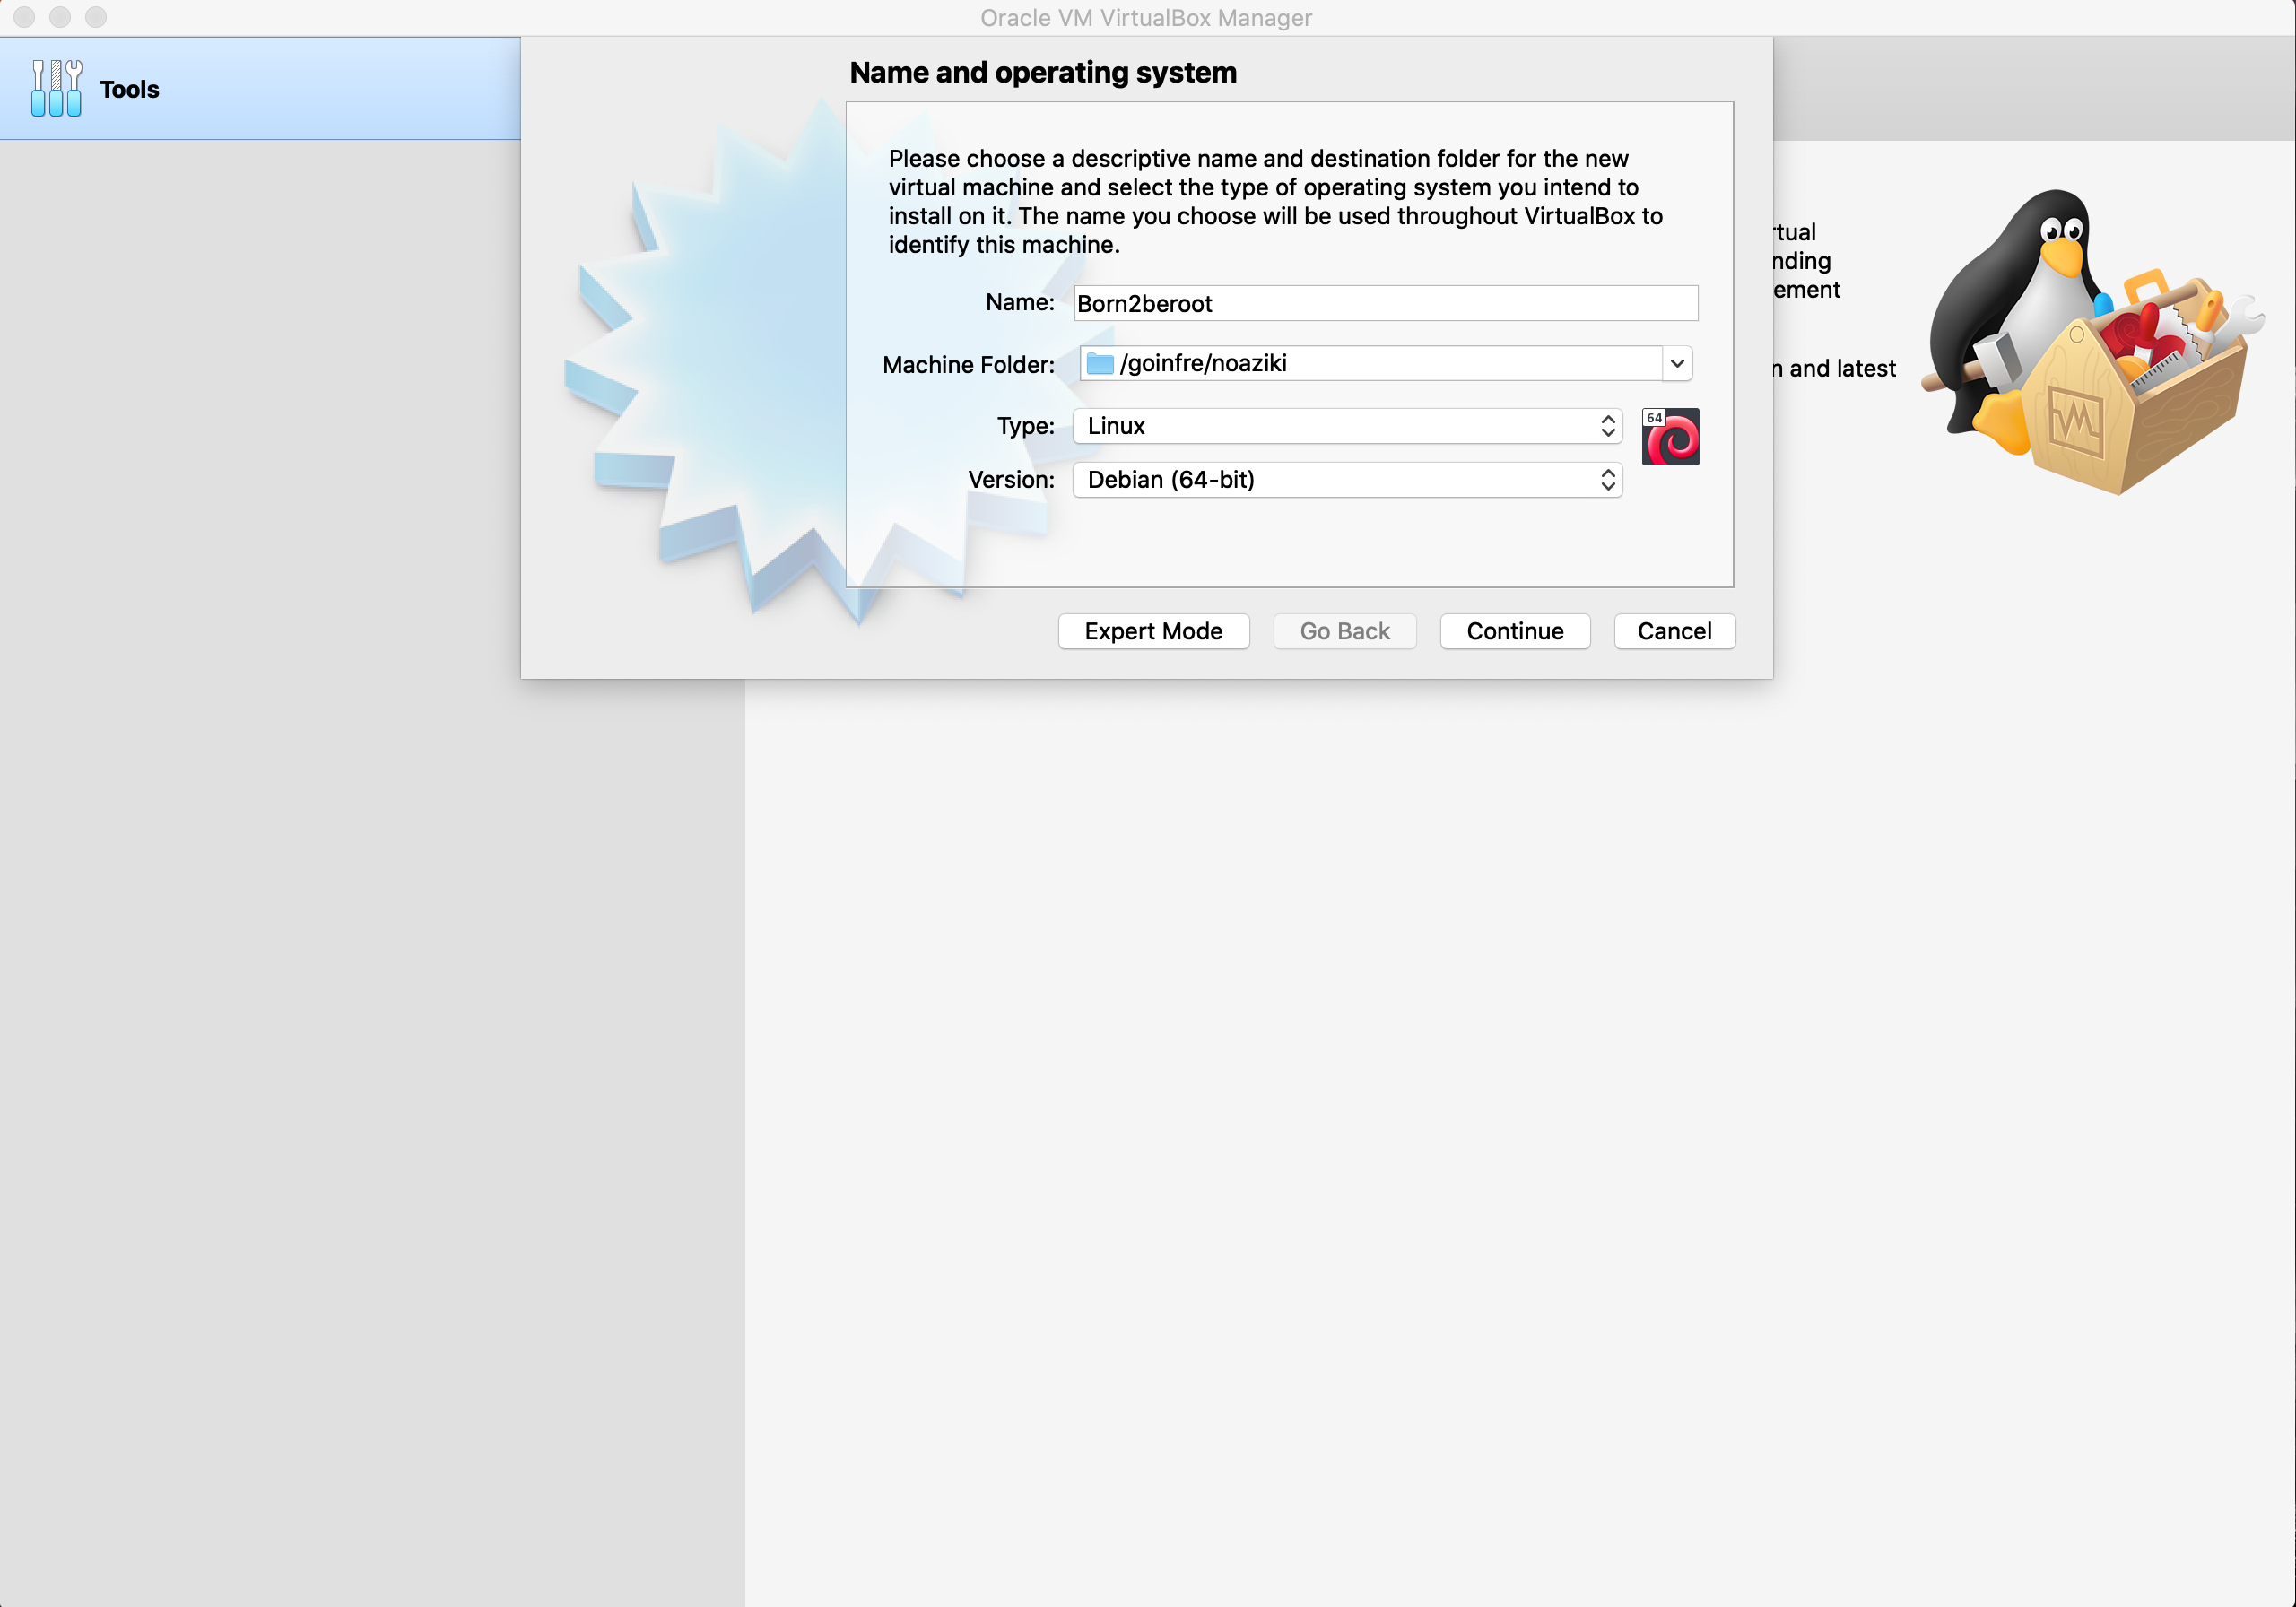 Oracle VM VirtualBox Manager
Tools
Name and operating system
Please choose a descriptive name and destination folder for the new
virtual machine and select the type of operating system you intend to
install on it. The name you choose will be used throughout VirtualBox to
identify this machine.
Name: Born2beroot
Machine Folder: /goinfre/noaziki
Type: Linux
64
Version: Debian (64-bit)
Expert Mode Go Back Continue Cancel
rtual
nding
ement
n and latest